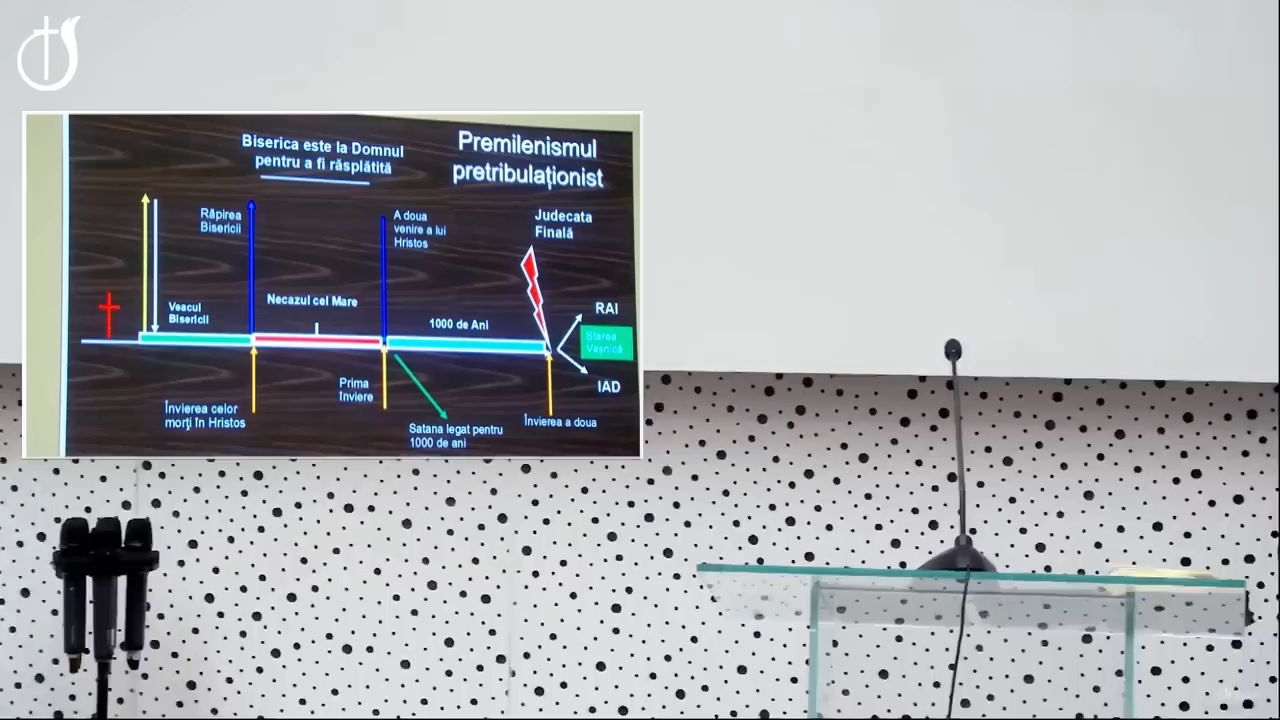 Biserica este la Domnul
pentru a fi răsplătită
Premilenismul
pretribulaționist
Răpirea
Bisericii
A doua
venire a lui
Hristos
Judecata
Finală
Veacul
Bisericii
Necazul cel Mare
1000 de Ani
RAI
Starea
Veșnică
IAD
Învierea celor
morţi în Hristos
Prima
Înviere
Satana legat pentru
1000 de ani
Învierea a doua